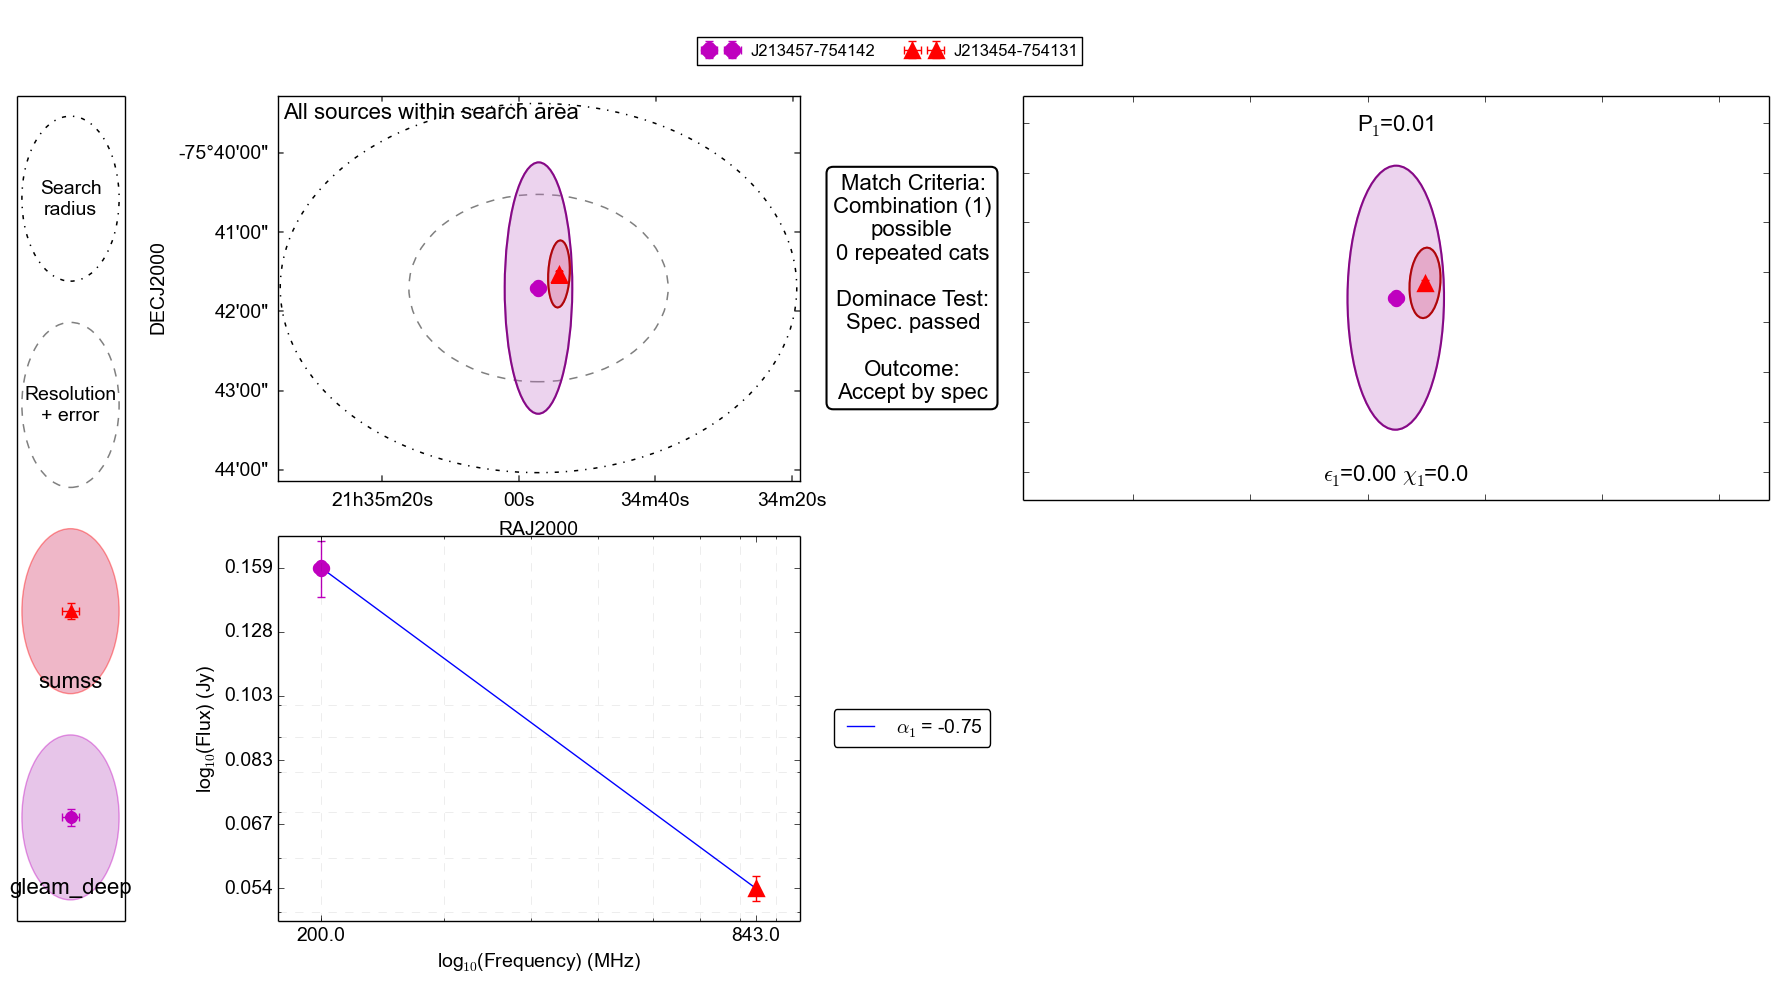 J213457-754142 J213454-754131
Search
radius
Resolution
+ error
sumss
gleam_deep
All sources within search area
-75°40'00"
41'00"
42'00"
43'00"
44'00"
DECJ2000
21h35m20s 00s 34m40s 34m20s
RAJ2000
Match Criteria:
Combination (1)
possible
0 repeated cats
Dominace Test:
Spec. passed
Outcome:
Accept by spec
P₁=0.01
ϵ₁=0.00 χ₁=0.0
0.159
0.128
0.103
0.083
0.067
0.054
log₁₀(Flux) (Jy)
200.0 843.0
log₁₀(Frequency) (MHz)
α₁ = -0.75